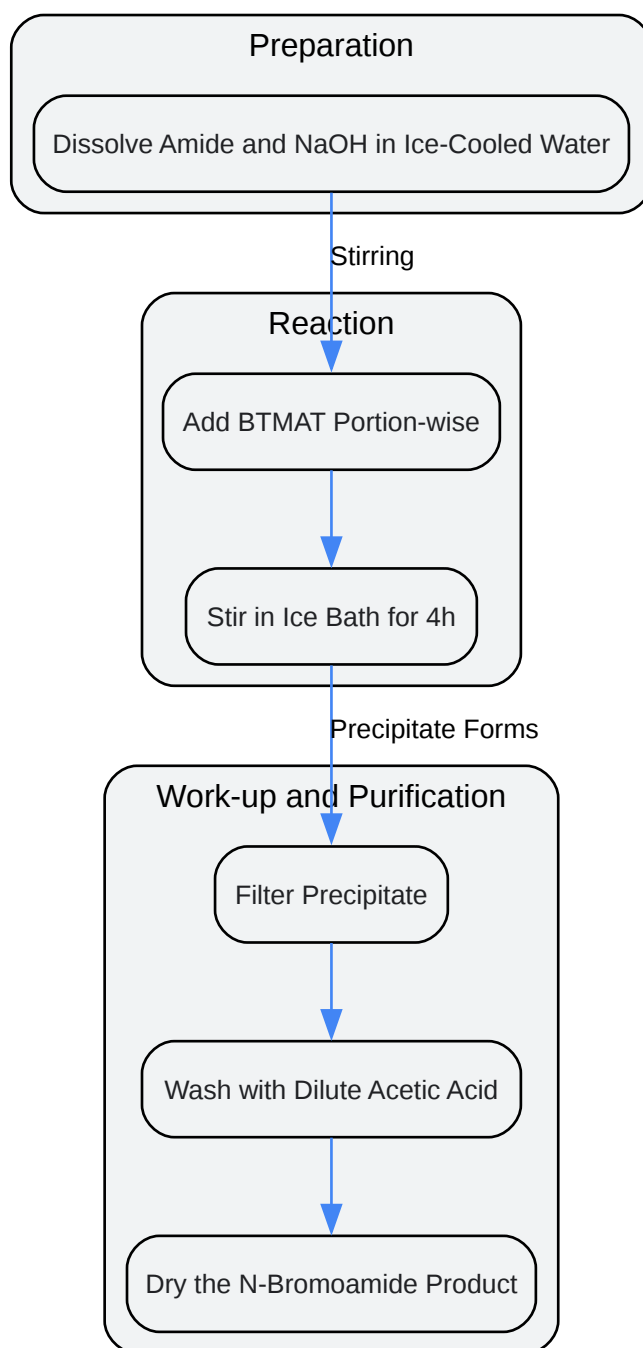 Preparation
Dissolve Amide and NaOH in Ice-Cooled Water
Stirring
Reaction
Add BTMAT Portion-wise
Stir in Ice Bath for 4h
Precipitate Forms
Work-up and Purification
Filter Precipitate
Wash with Dilute Acetic Acid
Dry the N-Bromoamide Product